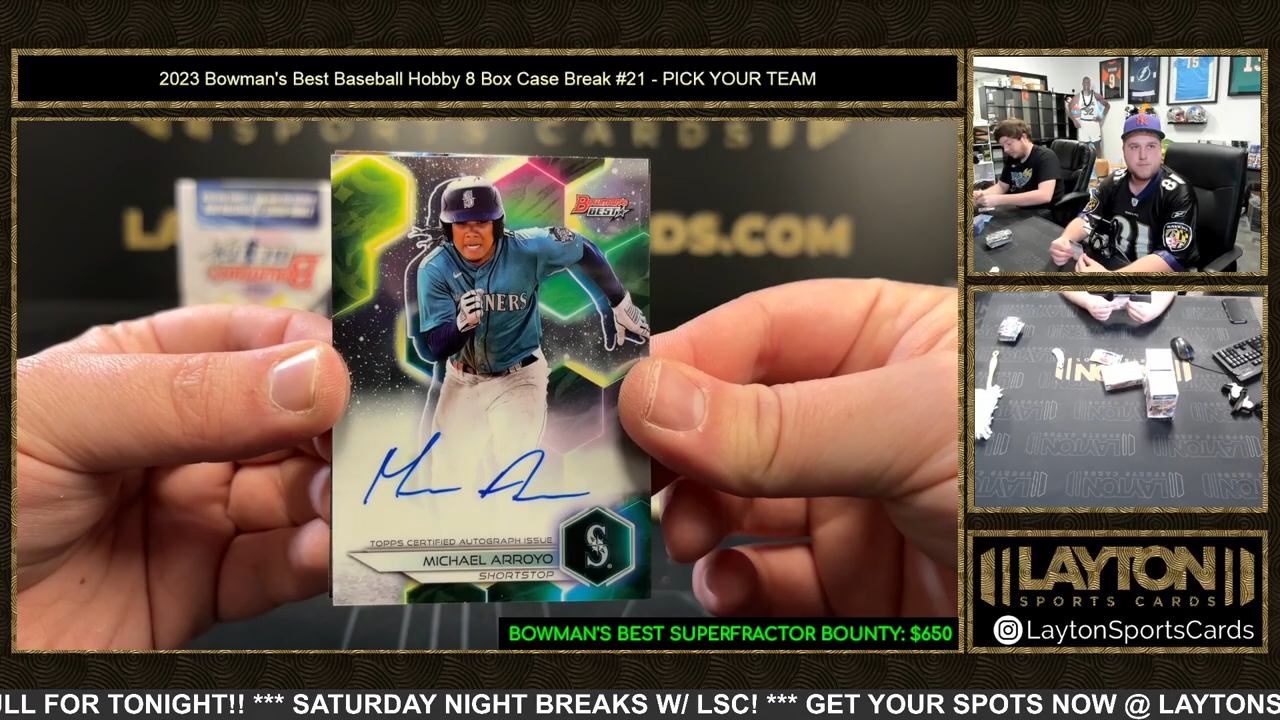 2023 Bowman's Best Baseball Hobby 8 Box Case Break #21 - PICK YOUR TEAM
BOWMAN'S
BEST
NERS
TOPPS CERTIFIED AUTOGRAPH ISSUE
MICHAEL ARROYO
SHORTSTOP
S
BOWMAN'S BEST SUPERFRACTOR BOUNTY: $650
LAYTON
SPORTS CARDS
LaytonSportsCards
ULL FOR TONIGHT!! *** SATURDAY NIGHT BREAKS W/ LSC! *** GET YOUR SPOTS NOW @ LAYTONS